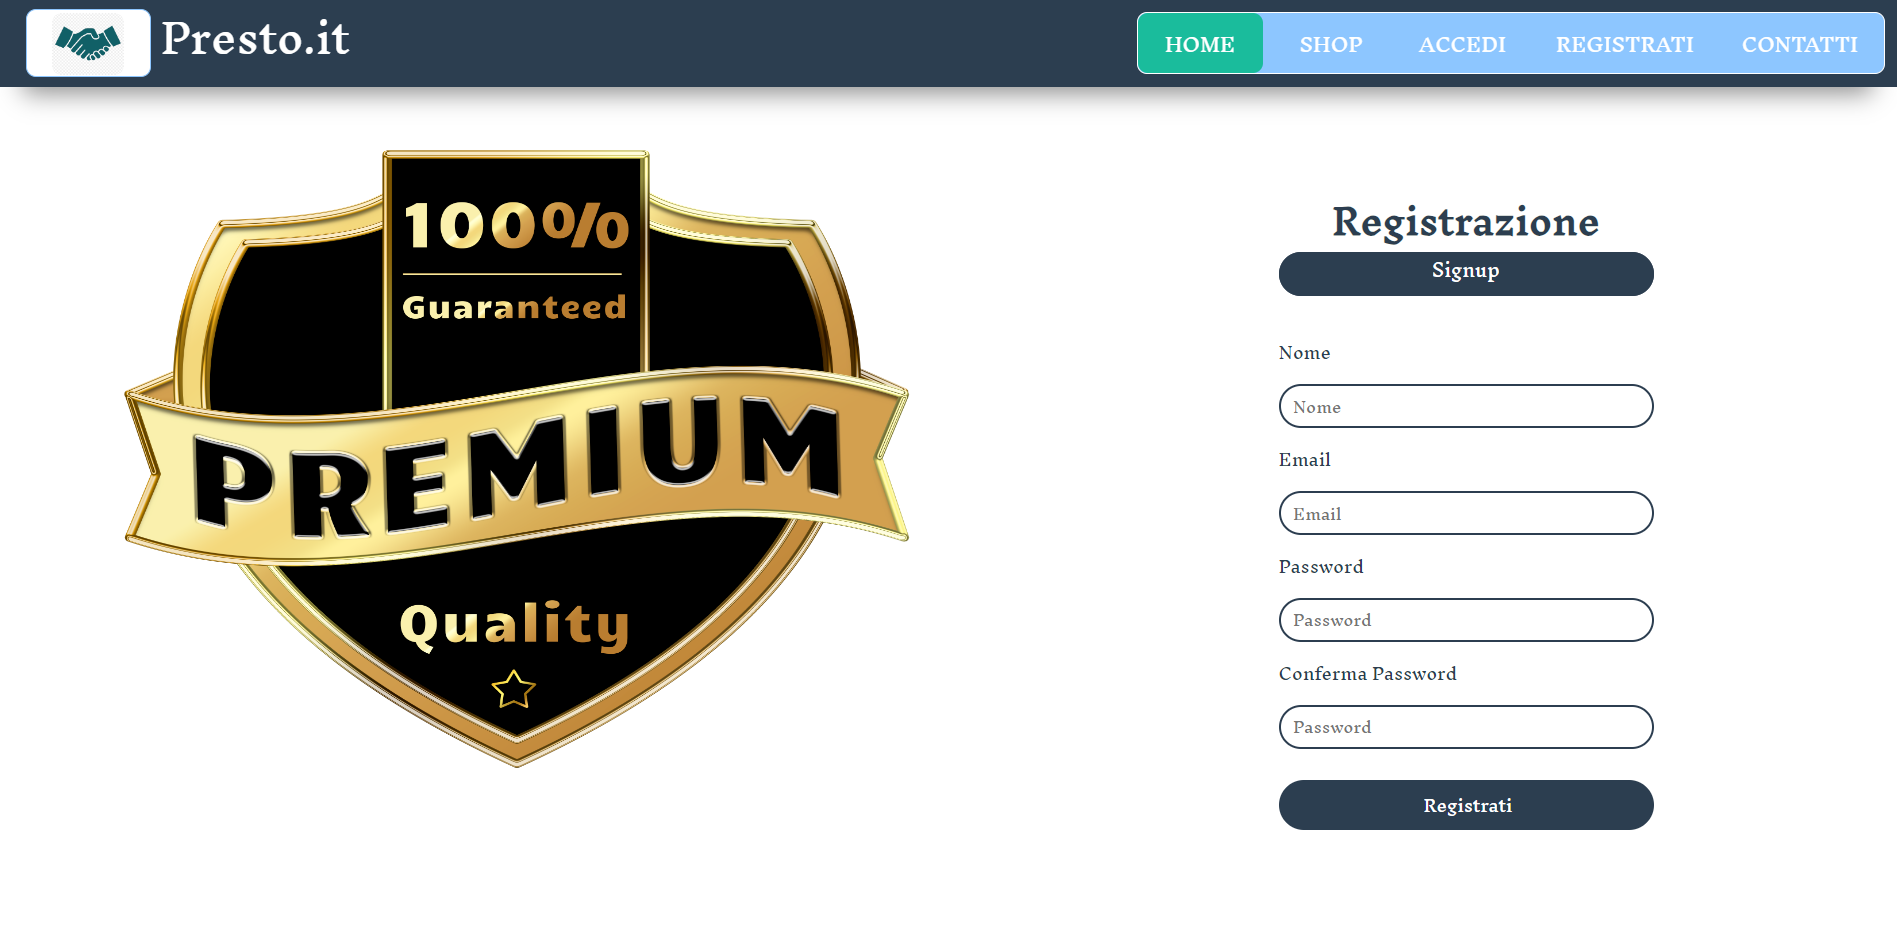 Presto.it
HOME SHOP ACCEDI REGISTRATI CONTATTI
100%
Guaranteed
PREMIUM
Quality
Registrazione
Signup
Nome
Nome
Email
Email
Password
Password
Conferma Password
Password
Registrati